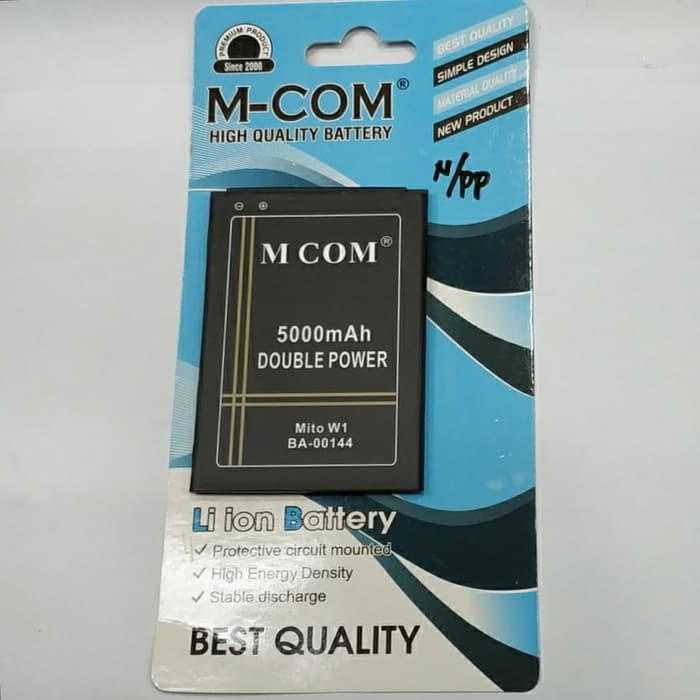 PREMIUM PRODUCT
Since 2000
M-COM®
HIGH QUALITY BATTERY
BEST QUALITY
SIMPLE DESIGN
MATERIAL QUALITY
NEW PRODUCT
N/PP
⊖ ⊕
M COM®
5000mAh
DOUBLE POWER
Mito W1
BA-00144
Li ion Battery
✓ Protective circuit mounted
✓ High Energy Density
✓ Stable discharge
BEST QUALITY